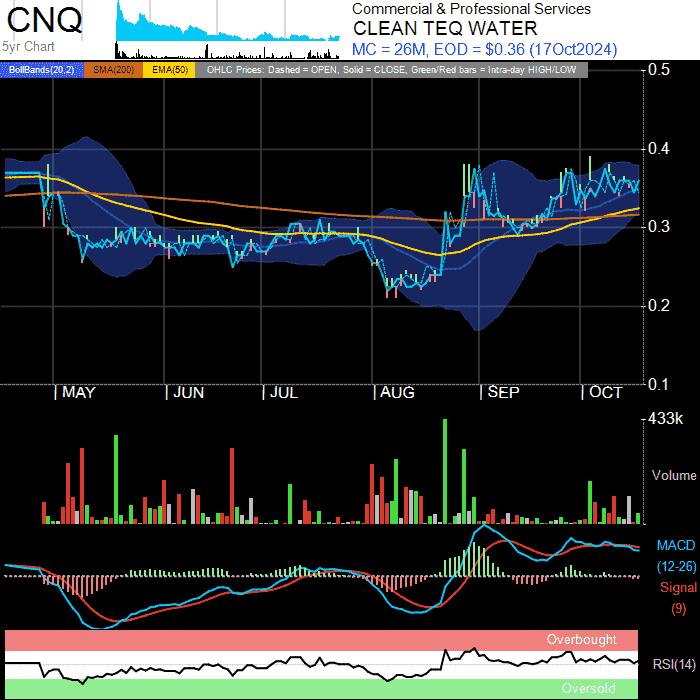 CNQ
5yr Chart
Commercial & Professional Services
CLEAN TEQ WATER
MC = 26M, EOD = $0.36 (17Oct2024)
BollBands(20,2) SMA(200) EMA(50) OHLC Prices: Dashed = OPEN, Solid = CLOSE, Green/Red bars = Intra-day HIGH/LOW
0.5
0.4
0.3
0.2
0.1
| MAY | JUN | JUL | AUG | SEP | OCT
433k
Volume
MACD
(12-26)
Signal
(9)
Overbought
RSI(14)
Oversold